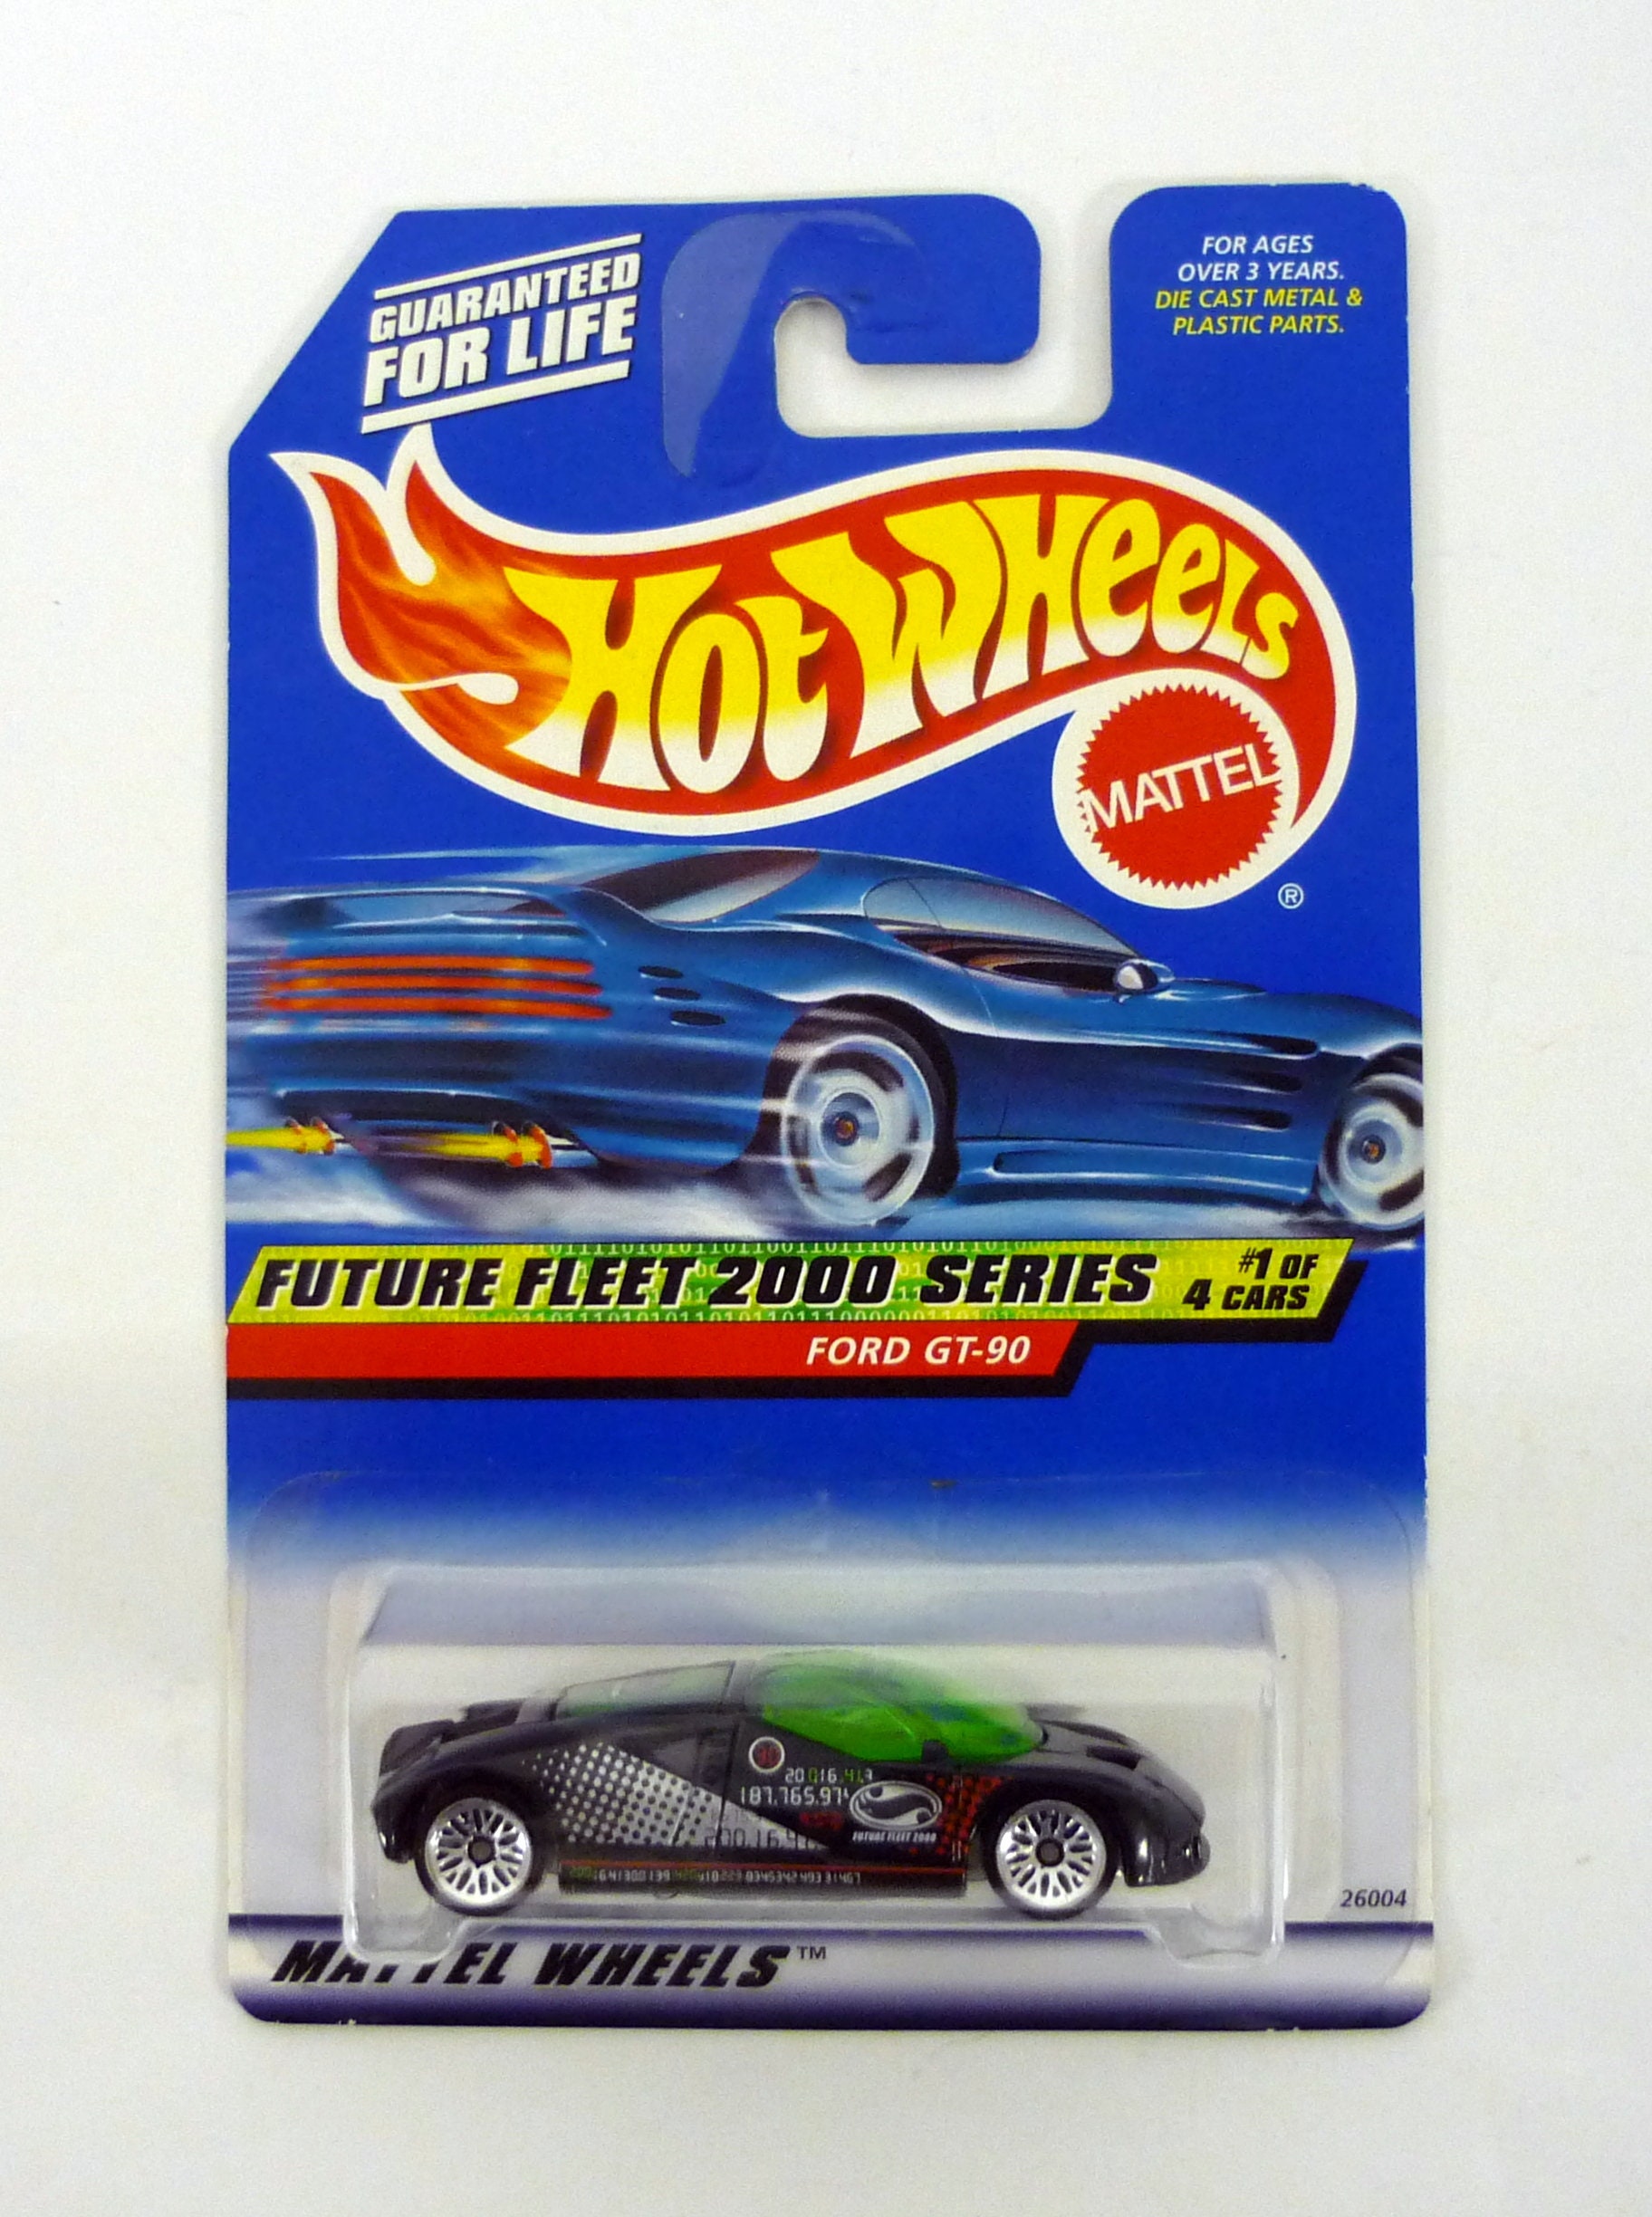 GUARANTEED
FOR LIFE
FOR AGES
OVER 3 YEARS.
DIE CAST METAL &
PLASTIC PARTS.
Hot Wheels
MATTEL
®
FUTURE FLEET 2000 SERIES
#1 OF
4 CARS
FORD GT-90
187.765.974
FUTURE FLEET 2000
26004
MATTEL WHEELS™